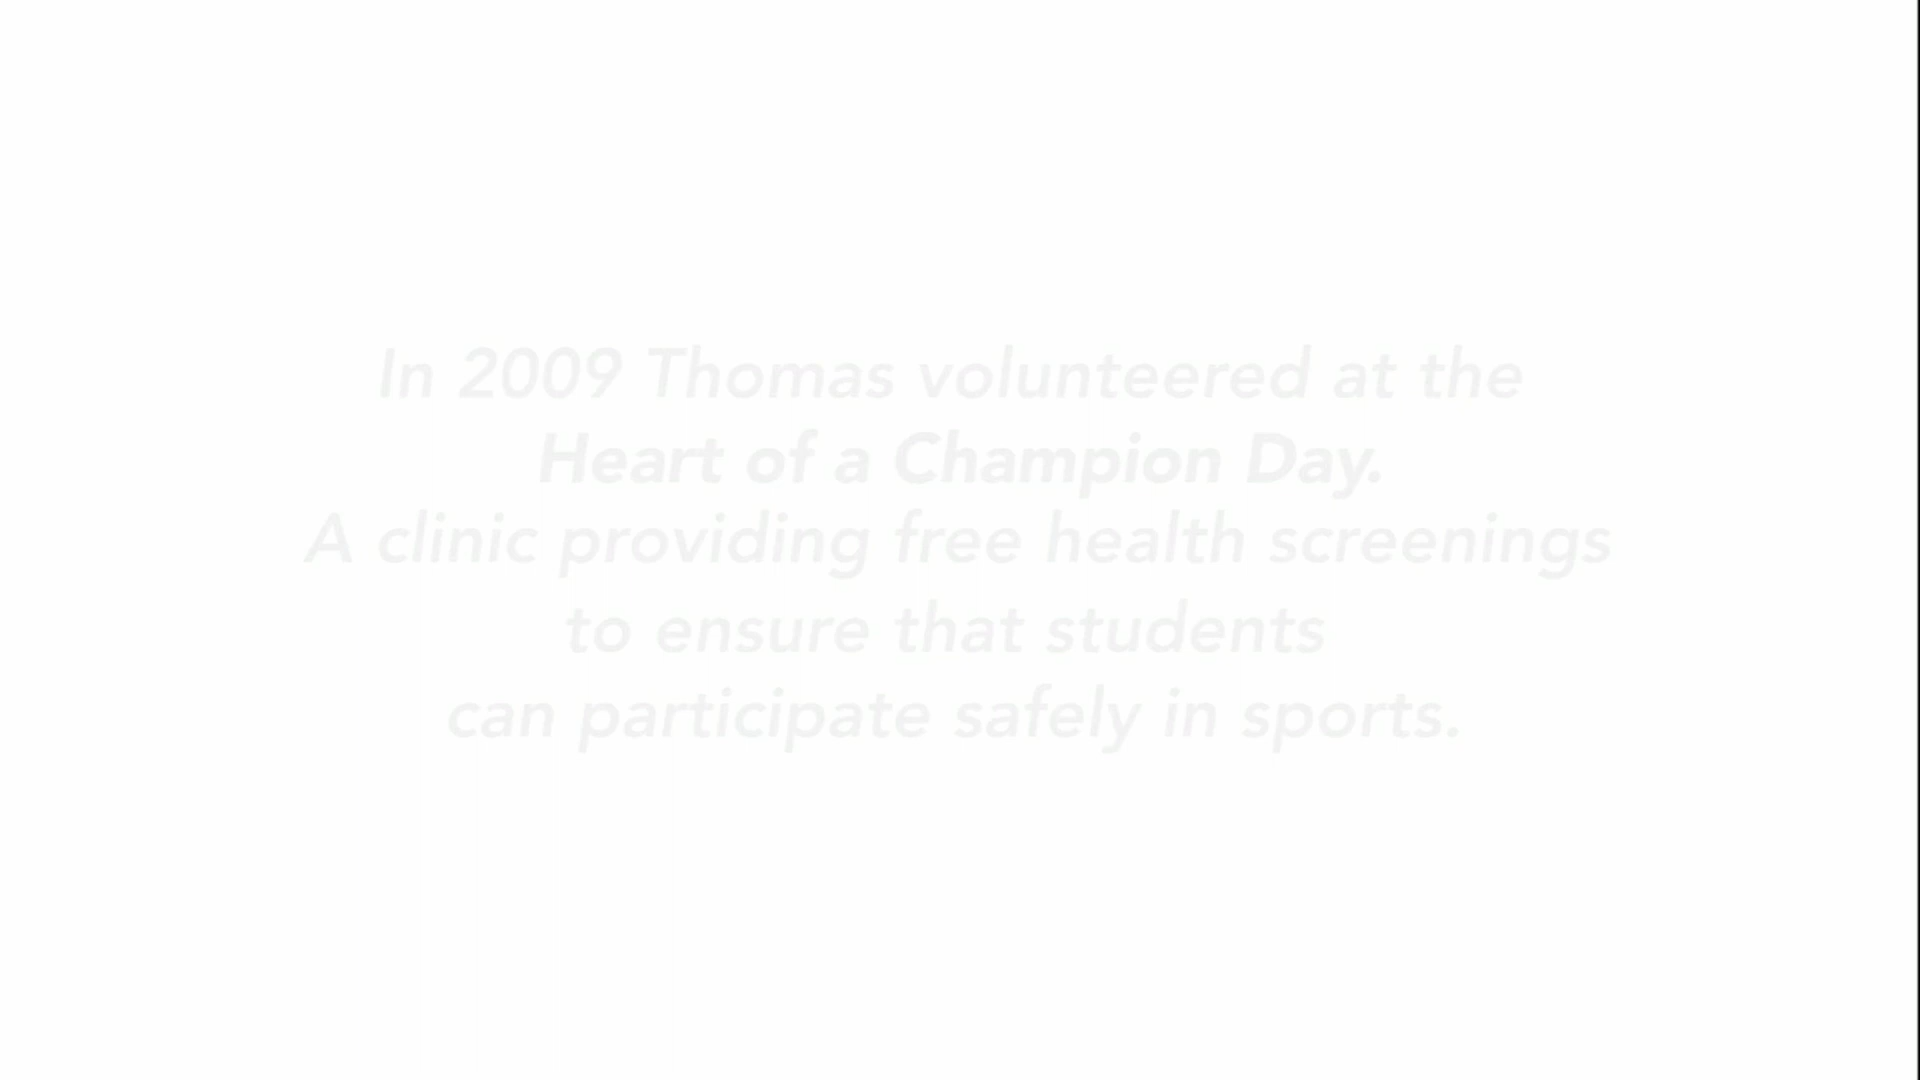 In 2009 Thomas volunteered at the
Heart of a Champion Day.
A clinic providing free health screenings
to ensure that students
can participate safely in sports.